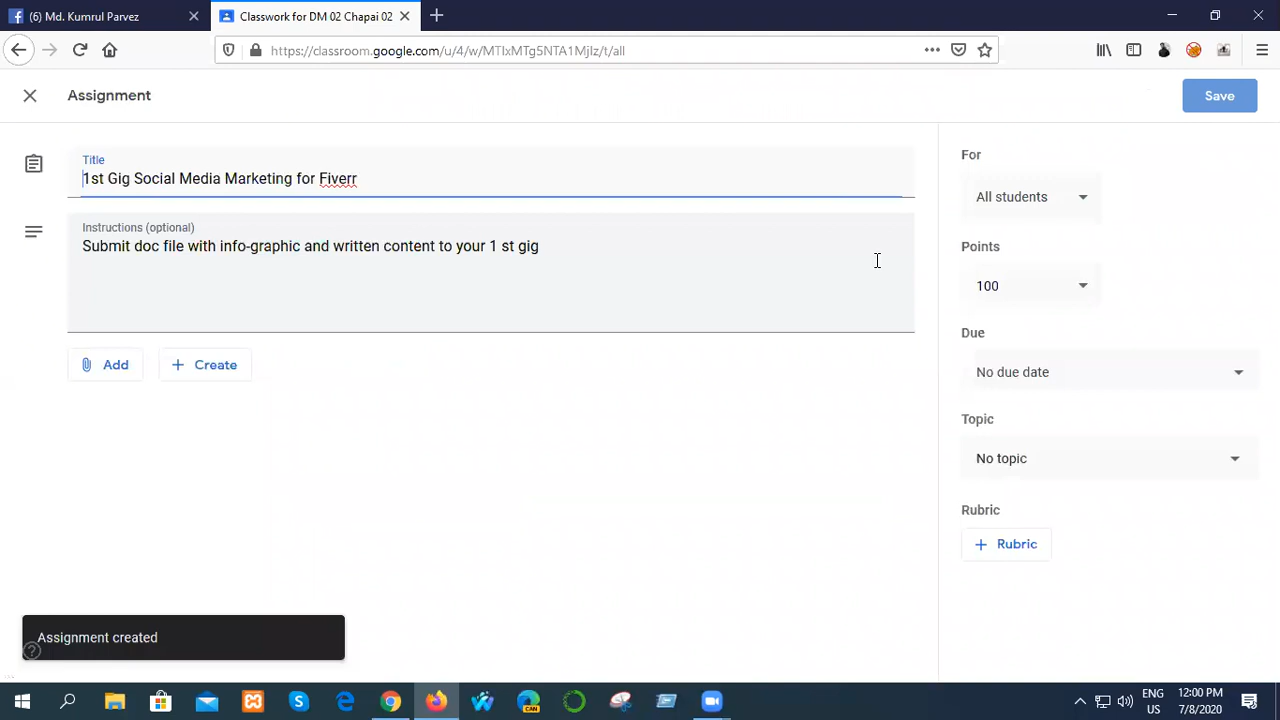 (6) Md. Kumrul Parvez
Classwork for DM 02 Chapai 02
https://classroom.google.com/u/4/w/MTIxMTg5NTA1MjIz/t/all
Assignment
Save
Title
1st Gig Social Media Marketing for Fiverr
Instructions (optional)
Submit doc file with info-graphic and written content to your 1 st gig
Add
Create
For
All students
Points
100
Due
No due date
Topic
No topic
Rubric
Rubric
Assignment created
CAN
ENG
US
12:00 PM
7/8/2020